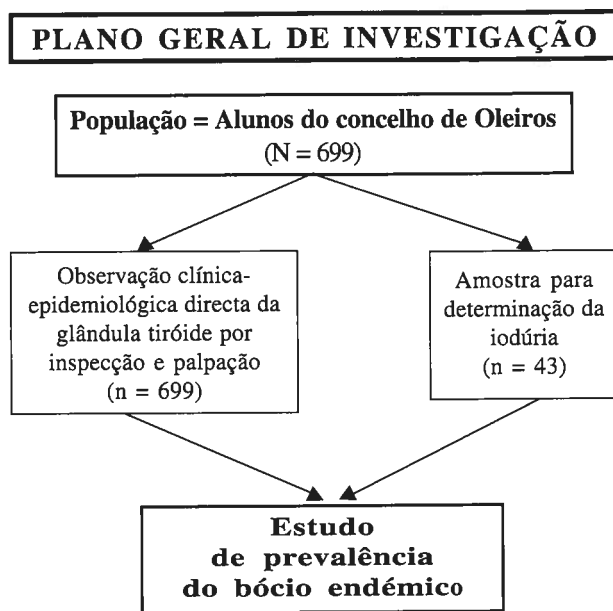 PLANO GERAL DE INVESTIGAÇÃO
População = Alunos do concelho de Oleiros
(N = 699)
Observação clínica-
epidemiológica directa da
glândula tiróide por
inspecção e palpação
(n = 699)
Amostra para
determinação da
iodúria
(n = 43)
Estudo
de prevalência
do bócio endémico